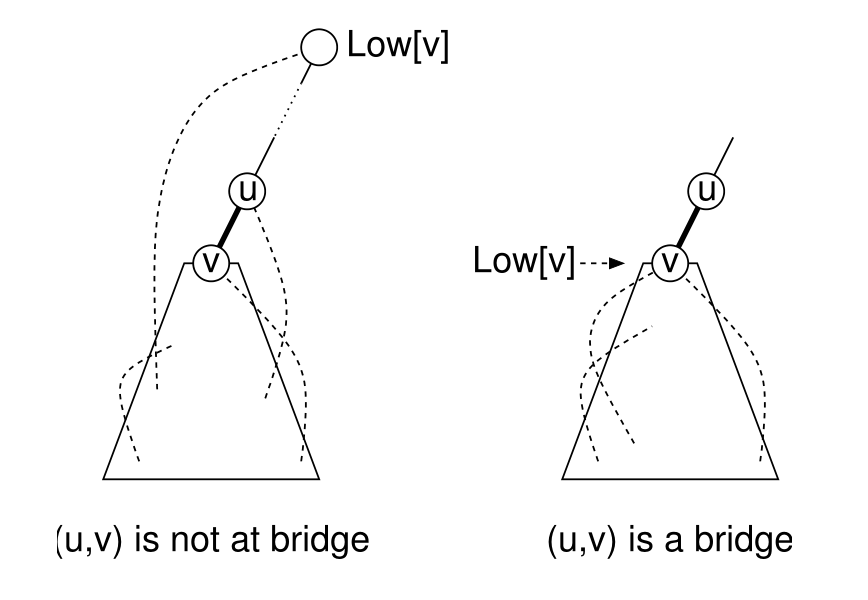 Low[v]
u
v
(u,v) is not at bridge
u
Low[v]
v
(u,v) is a bridge